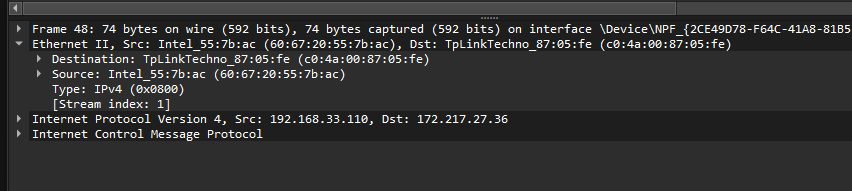 Frame 48: 74 bytes on wire (592 bits), 74 bytes captured (592 bits) on interface \Device\NPF_{2CE49D78-F64C-41A8-81B5
Ethernet II, Src: Intel_55:7b:ac (60:67:20:55:7b:ac), Dst: TpLinkTechno_87:05:fe (c0:4a:00:87:05:fe)
Destination: TpLinkTechno_87:05:fe (c0:4a:00:87:05:fe)
Source: Intel_55:7b:ac (60:67:20:55:7b:ac)
Type: IPv4 (0x0800)
[Stream index: 1]
Internet Protocol Version 4, Src: 192.168.33.110, Dst: 172.217.27.36
Internet Control Message Protocol